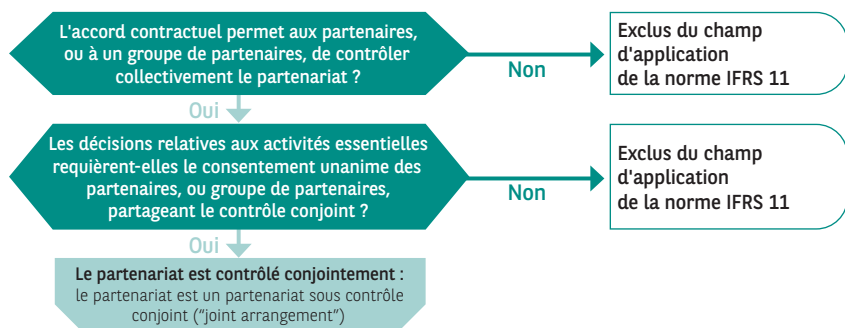 L'accord contractuel permet aux partenaires,
ou à un groupe de partenaires, de contrôler
collectivement le partenariat ?
Non
Exclus du champ
d'application
de la norme IFRS 11
Oui
Les décisions relatives aux activités essentielles
requièrent-elles le consentement unanime des
partenaires, ou groupe de partenaires,
partageant le contrôle conjoint ?
Non
Exclus du champ
d'application
de la norme IFRS 11
Oui
Le partenariat est contrôlé conjointement :
le partenariat est un partenariat sous contrôle
conjoint ("joint arrangement")